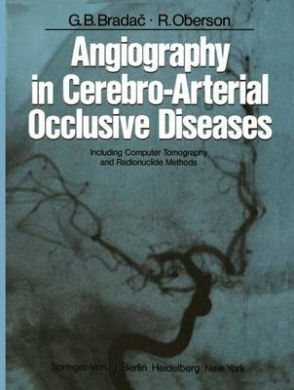 G. B. Bradač · R. Oberson
Angiography
in Cerebro-Arterial
Occlusive Diseases
Including Computer Tomography
and Radionuclide Methods
Springer-Verlag Berlin Heidelberg New York